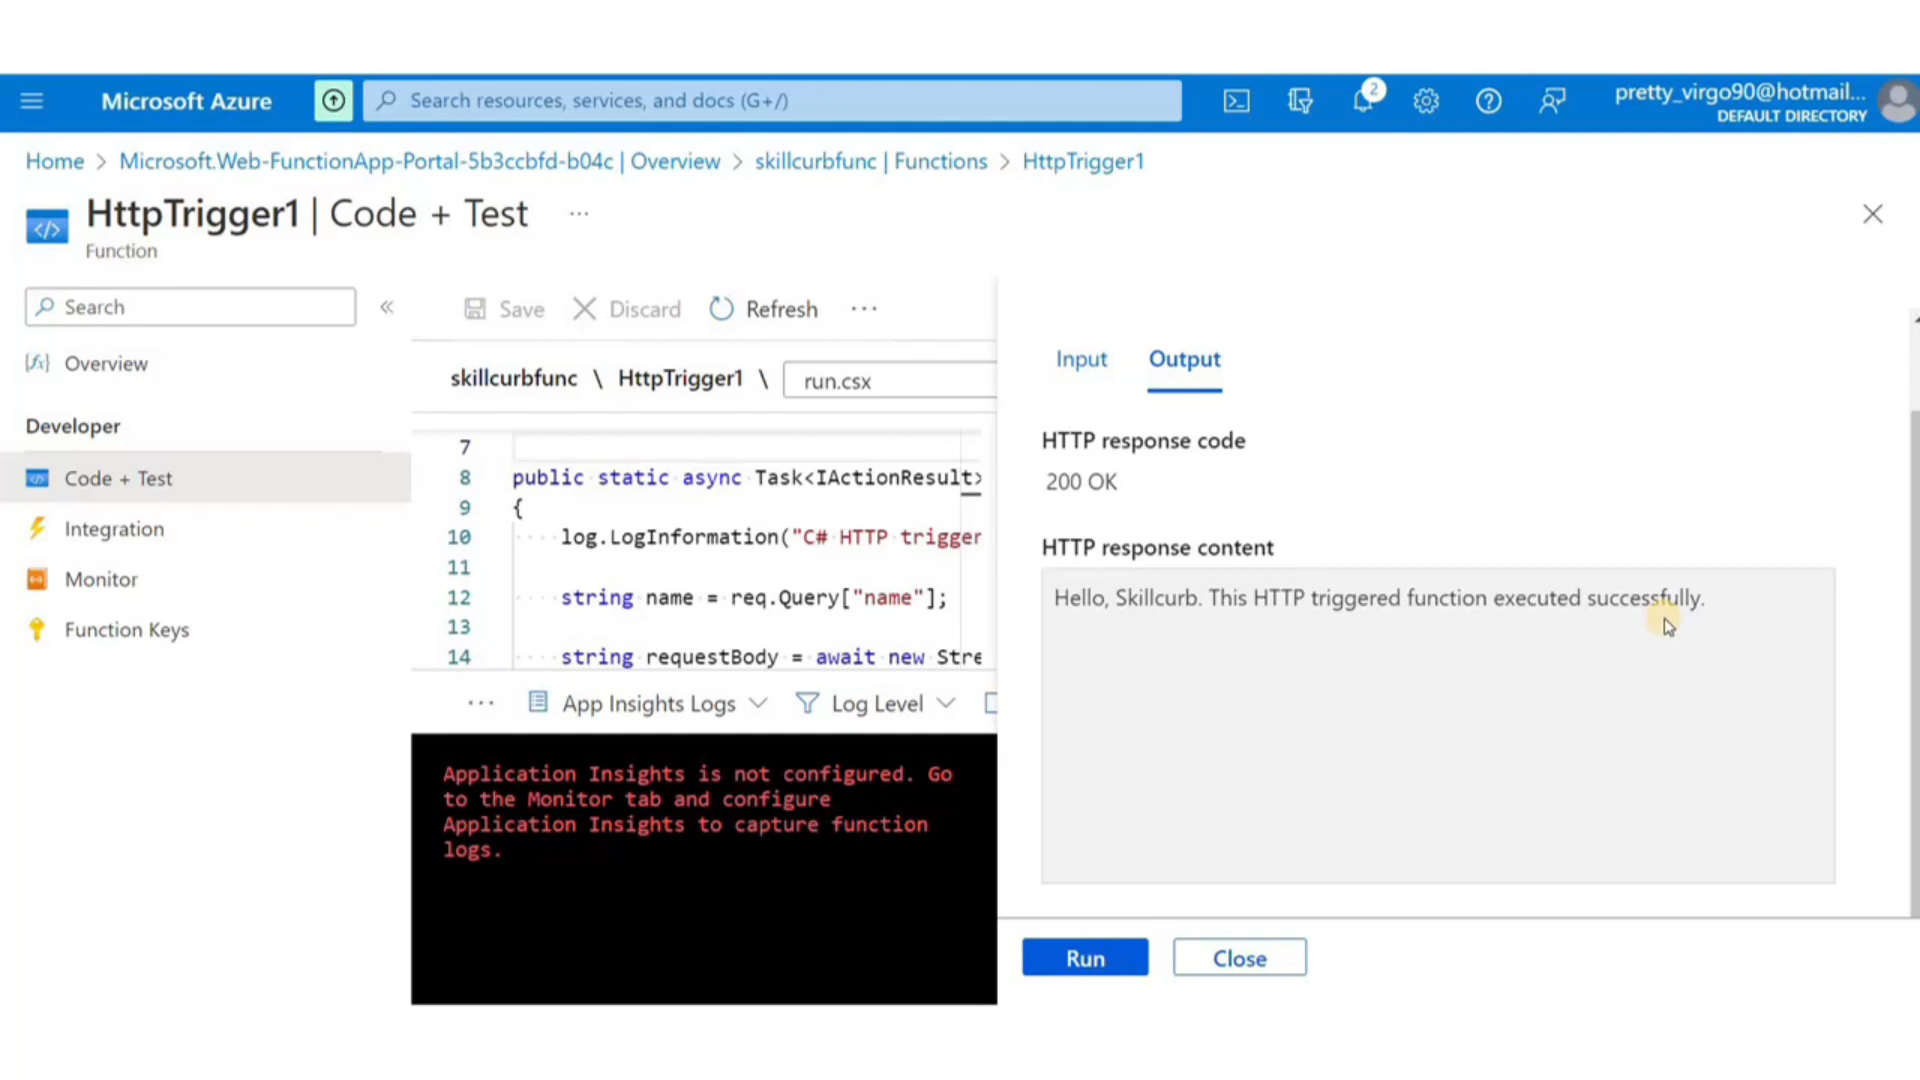 Microsoft Azure
Search resources, services, and docs (G+/)
2
pretty_virgo90@hotmail...
DEFAULT DIRECTORY
Home > Microsoft.Web-FunctionApp-Portal-5b3ccbfd-b04c | Overview > skillcurbfunc | Functions > HttpTrigger1
HttpTrigger1 | Code + Test ...
Function
Search
«
Overview
Developer
Code + Test
Integration
Monitor
Function Keys
Save Discard Refresh ...
skillcurbfunc \ HttpTrigger1 \ run.csx
7
8 public static async Task<IActionResult>
9 {
10 log.LogInformation("C# HTTP trigger
11
12 string name = req.Query["name"];
13
14 string requestBody = await new Stre
... App Insights Logs Log Level
Application Insights is not configured. Go
to the Monitor tab and configure
Application Insights to capture function
logs.
Input Output
HTTP response code
200 OK
HTTP response content
Hello, Skillcurb. This HTTP triggered function executed successfully.
Run Close